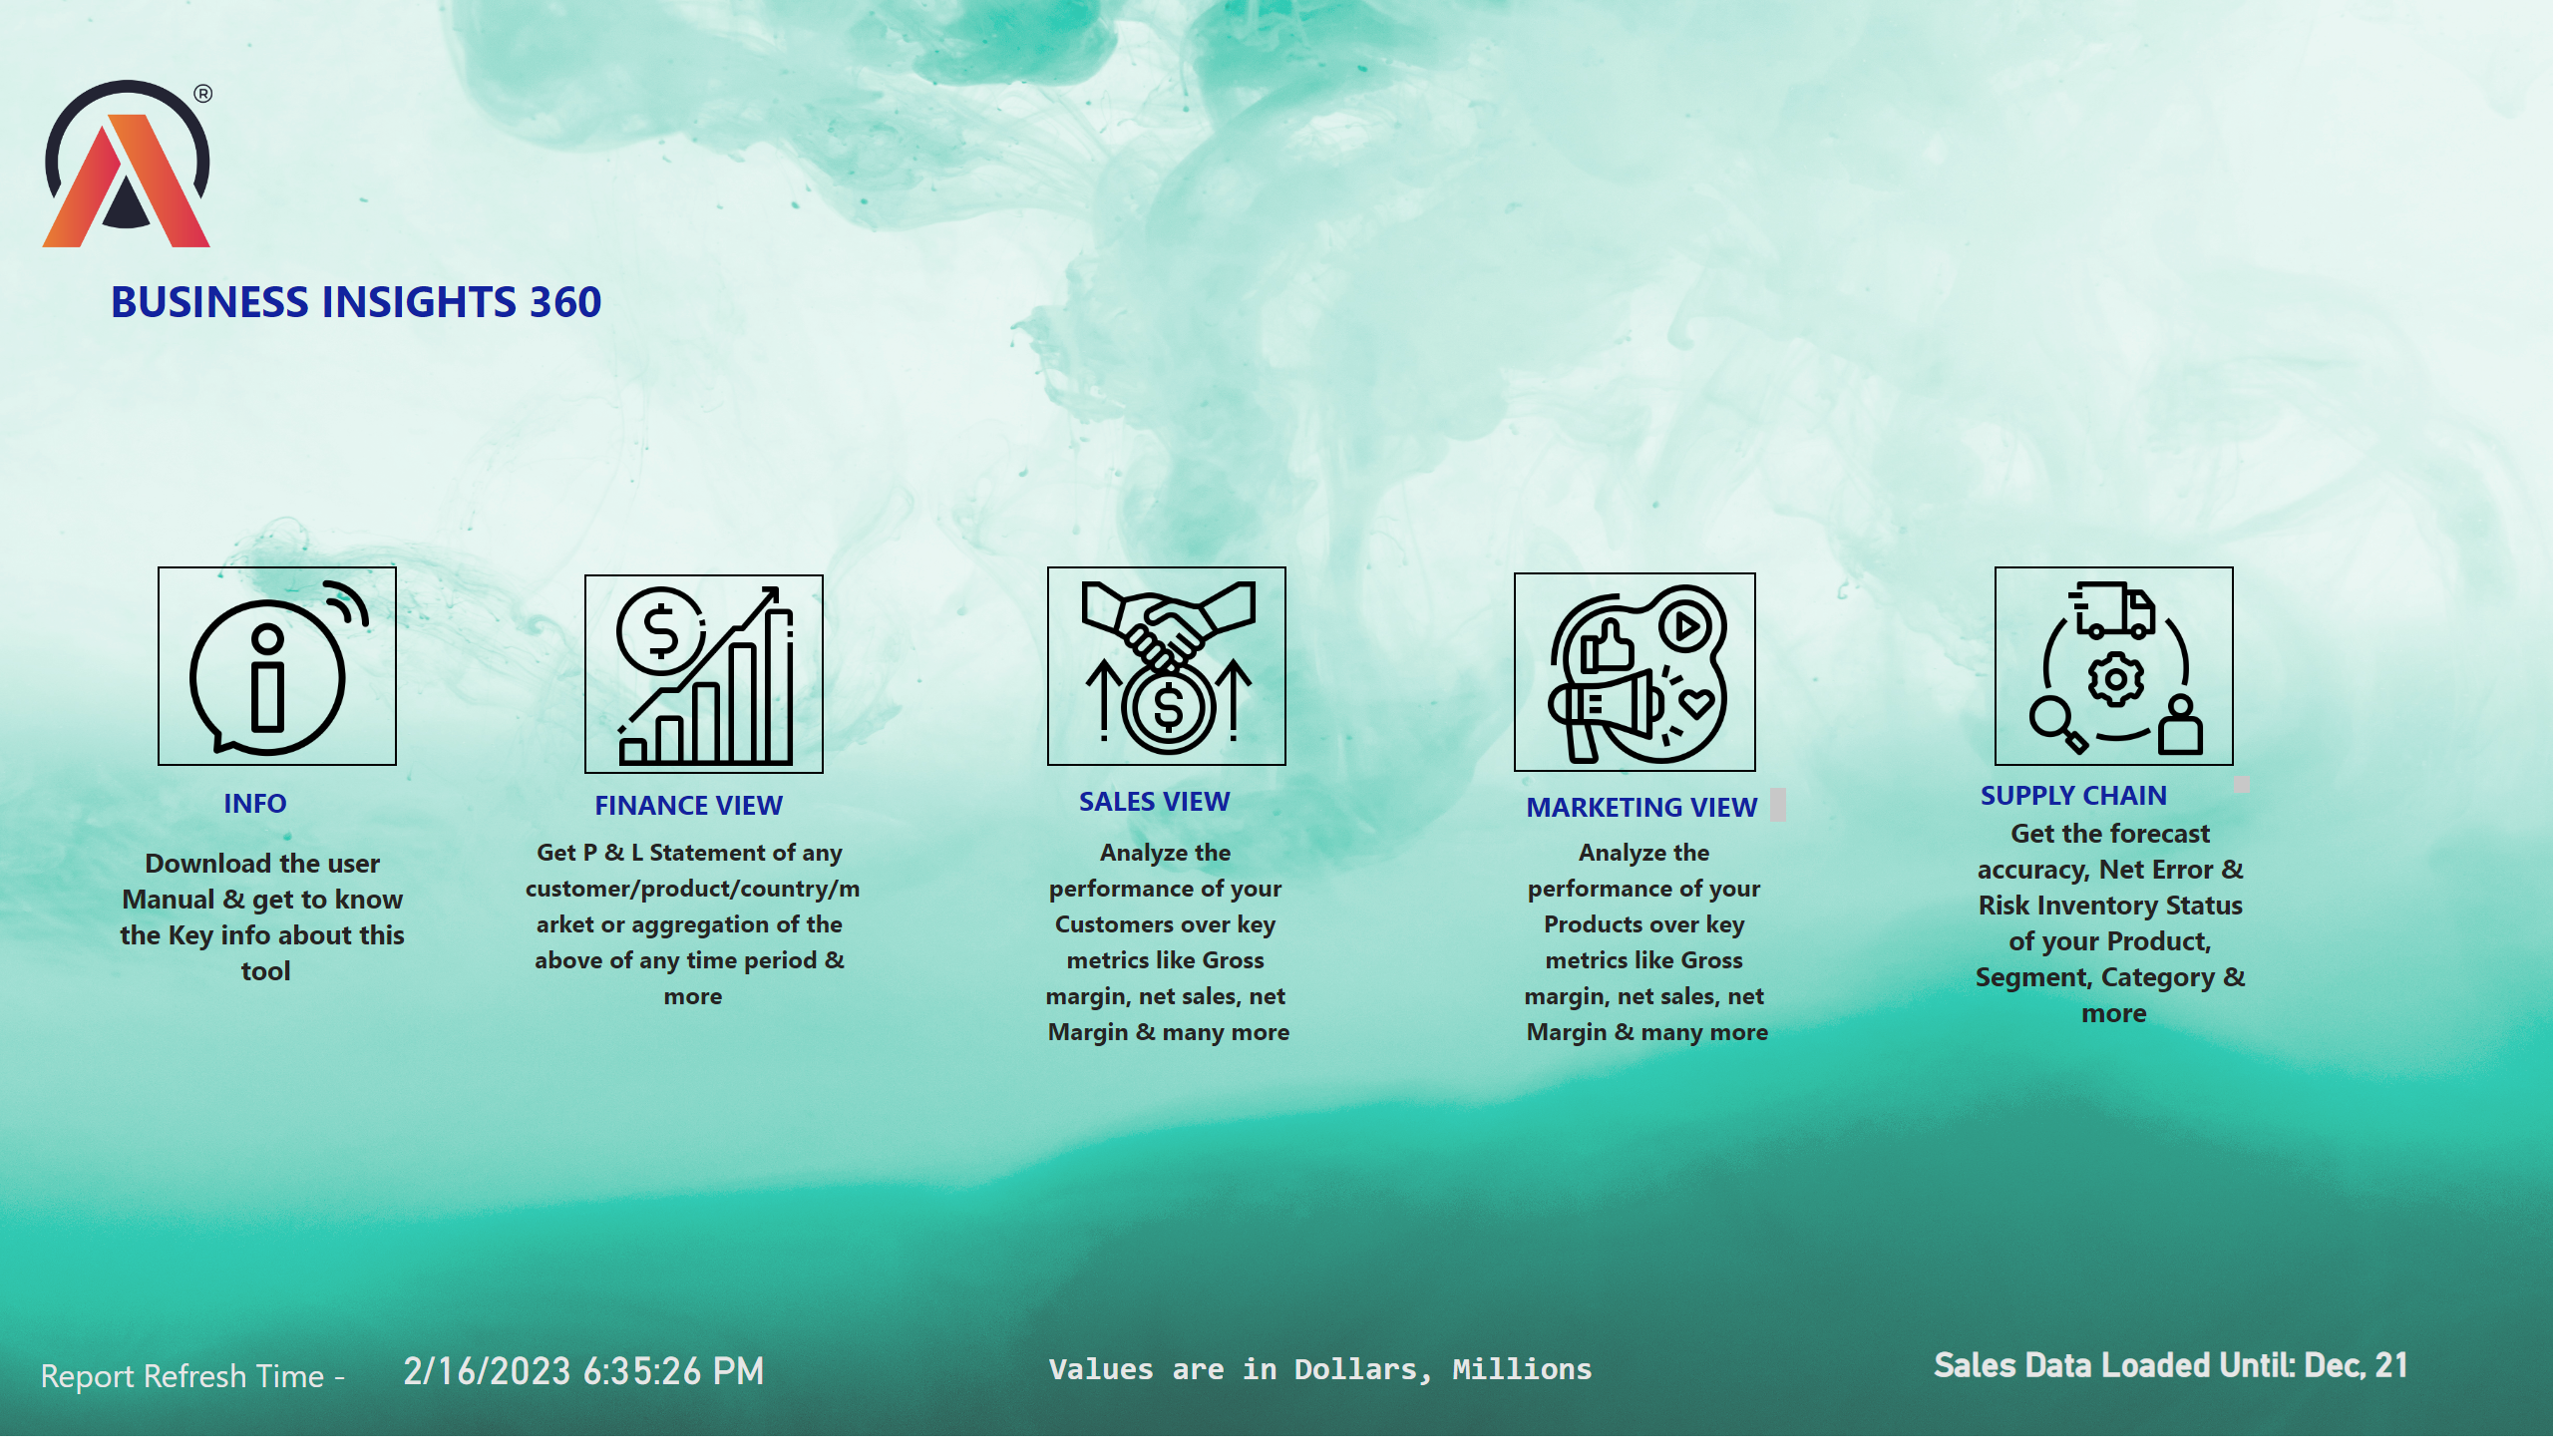 ®
BUSINESS INSIGHTS 360
INFO
Download the user
Manual & get to know
the Key info about this
tool
FINANCE VIEW
Get P & L Statement of any
customer/product/country/m
arket or aggregation of the
above of any time period &
more
SALES VIEW
Analyze the
performance of your
Customers over key
metrics like Gross
margin, net sales, net
Margin & many more
MARKETING VIEW
Analyze the
performance of your
Products over key
metrics like Gross
margin, net sales, net
Margin & many more
SUPPLY CHAIN
Get the forecast
accuracy, Net Error &
Risk Inventory Status
of your Product,
Segment, Category &
more
Report Refresh Time - 2/16/2023 6:35:26 PM
Values are in Dollars, Millions
Sales Data Loaded Until: Dec, 21